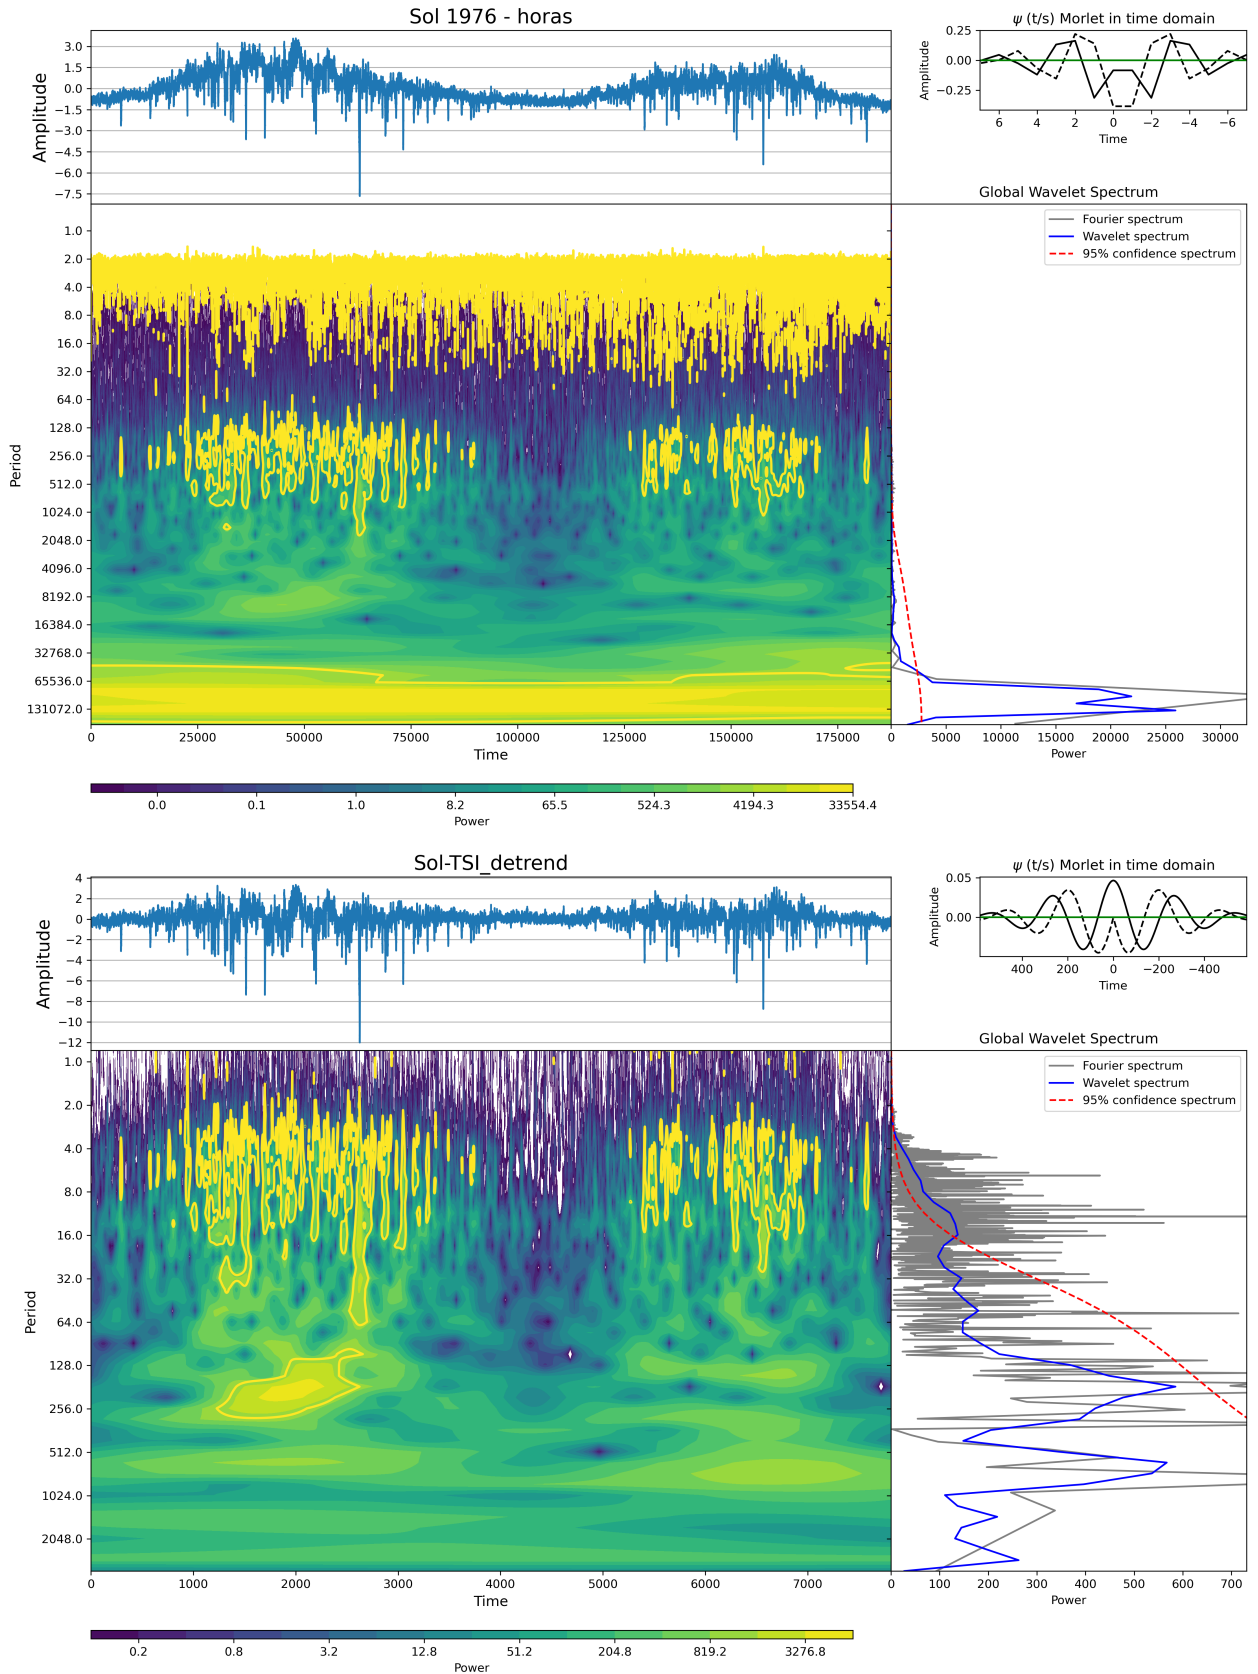 Sol 1976 - horas
ψ (t/s) Morlet in time domain
Amplitude
3.0
1.5
0.0
−1.5
−3.0
−4.5
−6.0
−7.5
Amplitude
0.25
0.00
−0.25
6 4 2 0 −2 −4 −6
Time
Global Wavelet Spectrum
Fourier spectrum
Wavelet spectrum
95% confidence spectrum
Period
1.0
2.0
4.0
8.0
16.0
32.0
64.0
128.0
256.0
512.0
1024.0
2048.0
4096.0
8192.0
16384.0
32768.0
65536.0
131072.0
0 25000 50000 75000 100000 125000 150000 175000
Time
0 5000 10000 15000 20000 25000 30000
Power
0.0 0.1 1.0 8.2 65.5 524.3 4194.3 33554.4
Power
Sol-TSI_detrend
ψ (t/s) Morlet in time domain
Amplitude
4
2
0
−2
−4
−6
−8
−10
−12
Amplitude
0.05
0.00
400 200 0 −200 −400
Time
Global Wavelet Spectrum
Fourier spectrum
Wavelet spectrum
95% confidence spectrum
Period
1.0
2.0
4.0
8.0
16.0
32.0
64.0
128.0
256.0
512.0
1024.0
2048.0
0 1000 2000 3000 4000 5000 6000 7000
Time
0 100 200 300 400 500 600 700
Power
0.2 0.8 3.2 12.8 51.2 204.8 819.2 3276.8
Power